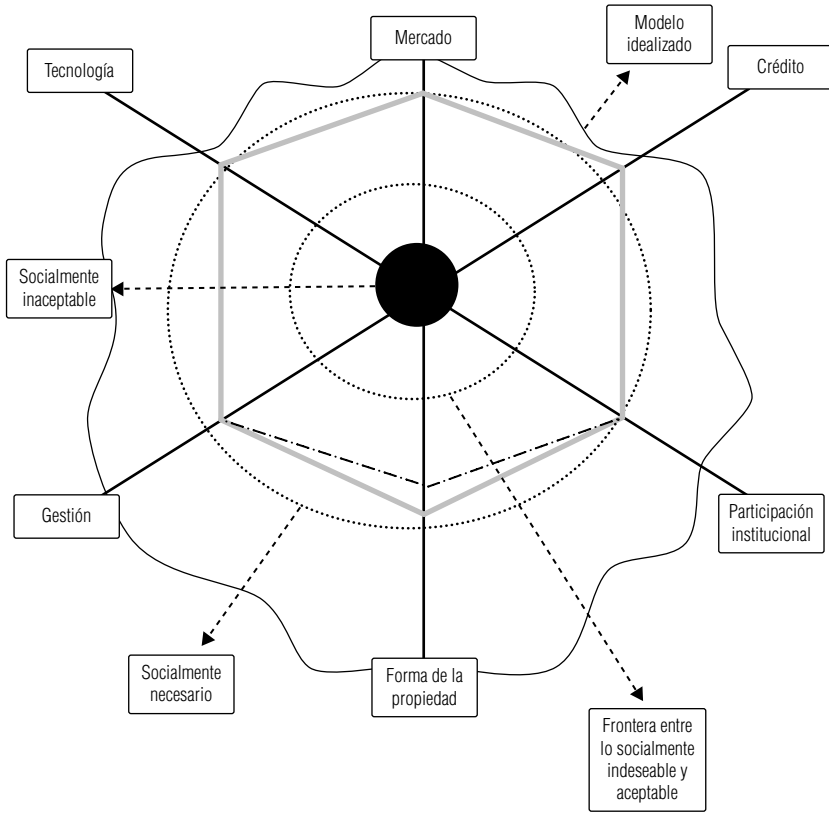 Modelo
idealizado
Mercado
Crédito
Tecnología
Socialmente
inaceptable
Gestión
Participación
institucional
Socialmente
necesario
Forma de la
propiedad
Frontera entre
lo socialmente
indeseable y
aceptable